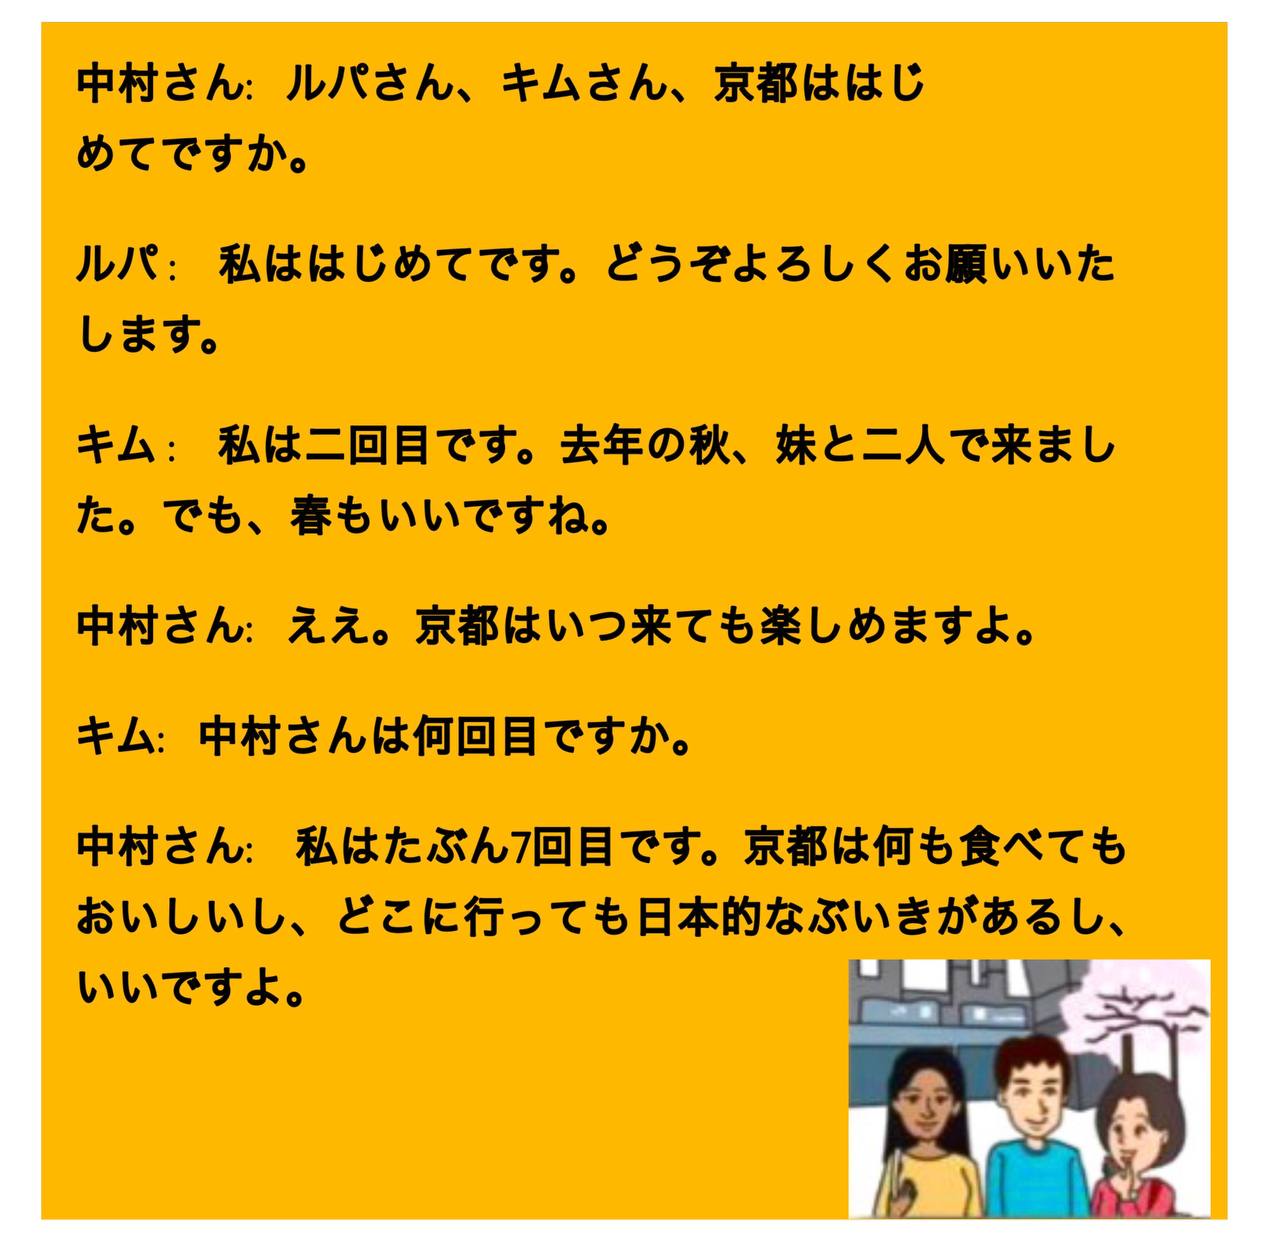 中村さん: ルパさん、キムさん、京都ははじ
めてですか。
ルパ： 私ははじめてです。どうぞよろしくお願いいた
します。
キム： 私は二回目です。去年の秋、妹と二人で来まし
た。でも、春もいいですね。
中村さん: ええ。京都はいつ来ても楽しめますよ。
キム: 中村さんは何回目ですか。
中村さん: 私はたぶん7回目です。京都は何も食べても
おいしいし、どこに行っても日本的なぶいきがあるし、
いいですよ。